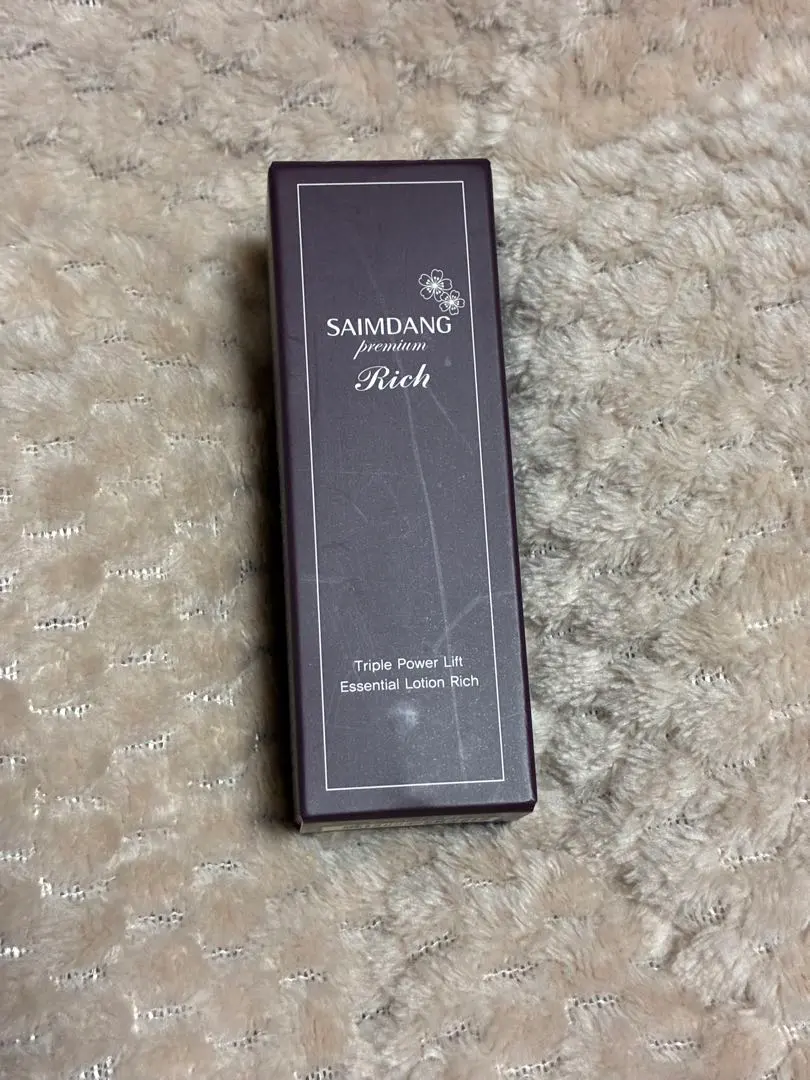 SAIMDANG
premium
Rich
Triple Power Lift
Essential Lotion Rich